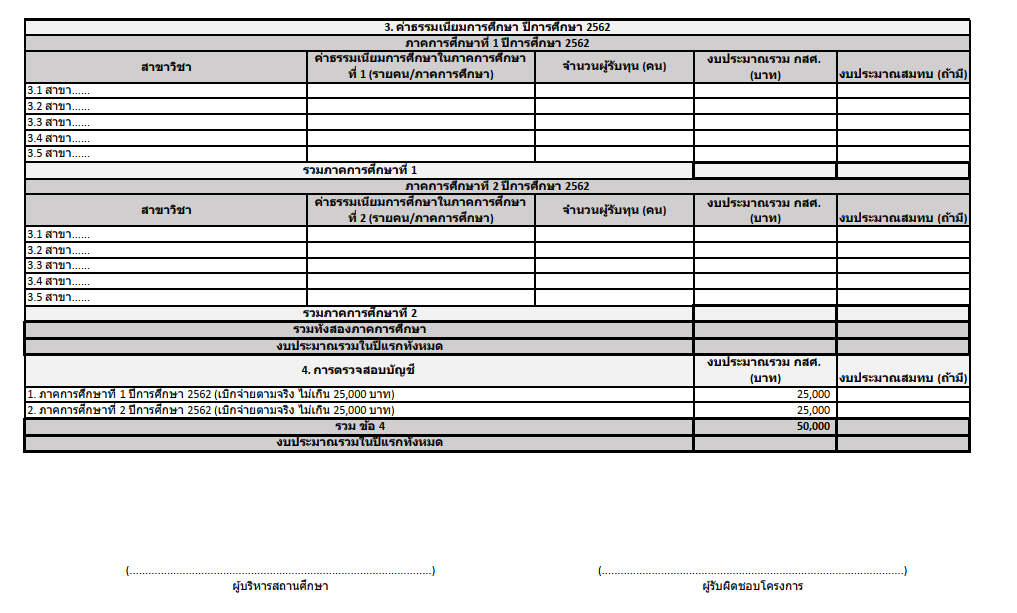 3. ค่าธรรมเนียมการศึกษา ปีการศึกษา 2562
ภาคการศึกษาที่ 1 ปีการศึกษา 2562
สาขาวิชา ค่าธรรมเนียมการศึกษาในภาคการศึกษา จำนวนผู้รับทุน (คน) งบประมาณรวม กสศ.
ที่ 1 (รายคน/ภาคการศึกษา) (บาท) งบประมาณสมทบ (ถ้ามี)
3.1 สาขา......
3.2 สาขา......
3.3 สาขา......
3.4 สาขา......
3.5 สาขา......
รวมภาคการศึกษาที่ 1
ภาคการศึกษาที่ 2 ปีการศึกษา 2562
สาขาวิชา ค่าธรรมเนียมการศึกษาในภาคการศึกษา จำนวนผู้รับทุน (คน) งบประมาณรวม กสศ.
ที่ 2 (รายคน/ภาคการศึกษา) (บาท) งบประมาณสมทบ (ถ้ามี)
3.1 สาขา......
3.2 สาขา......
3.3 สาขา......
3.4 สาขา......
3.5 สาขา......
รวมภาคการศึกษาที่ 2
รวมทั้งสองภาคการศึกษา
งบประมาณรวมในปีแรกทั้งหมด
4. การตรวจสอบบัญชี งบประมาณรวม กสศ.
(บาท) งบประมาณสมทบ (ถ้ามี)
1. ภาคการศึกษาที่ 1 ปีการศึกษา 2562 (เบิกจ่ายตามจริง ไม่เกิน 25,000 บาท) 25,000
2. ภาคการศึกษาที่ 2 ปีการศึกษา 2562 (เบิกจ่ายตามจริง ไม่เกิน 25,000 บาท) 25,000
รวม ข้อ 4 50,000
งบประมาณรวมในปีแรกทั้งหมด
(................................................................................................) (................................................................................................)
ผู้บริหารสถานศึกษา ผู้รับผิดชอบโครงการ